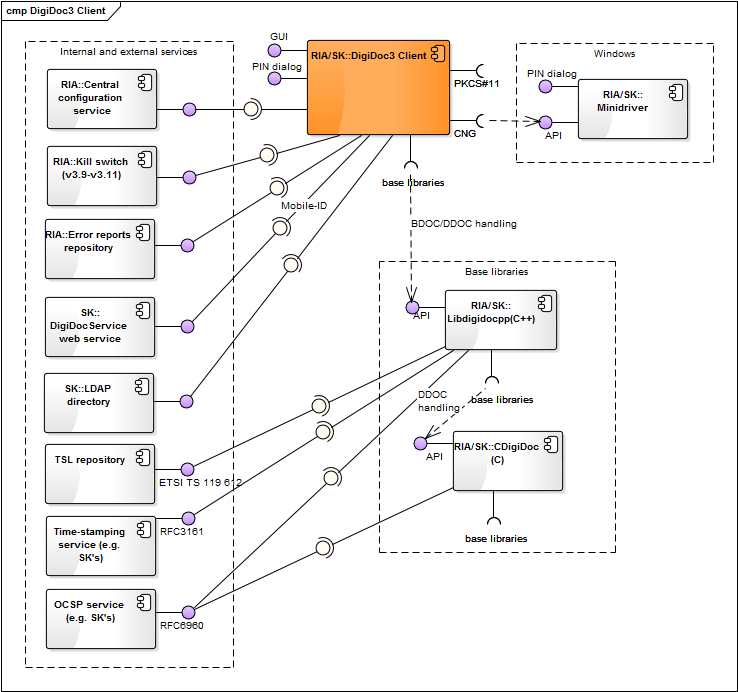 cmp DigiDoc3 Client
Internal and external services
RIA::Central
configuration
service
RIA::Kill switch
(v3.9-v3.11)
RIA::Error reports
repository
SK::
DigiDocService
web service
SK::LDAP
directory
TSL repository
ETSI TS 119 612
Time-stamping
service (e.g.
SK's)
RFC3161
OCSP service
(e.g. SK's)
RFC6960
GUI
PIN dialog
RIA/SK::DigiDoc3 Client
PKCS#11
CNG
base libraries
Mobile-ID
BDOC/DDOC handling
Windows
PIN dialog
API
RIA/SK::
Minidriver
Base libraries
API
RIA/SK::
Libdigidocpp(C++)
base libraries
DDOC
handling
API
RIA/SK::CDigiDoc
(C)
base libraries